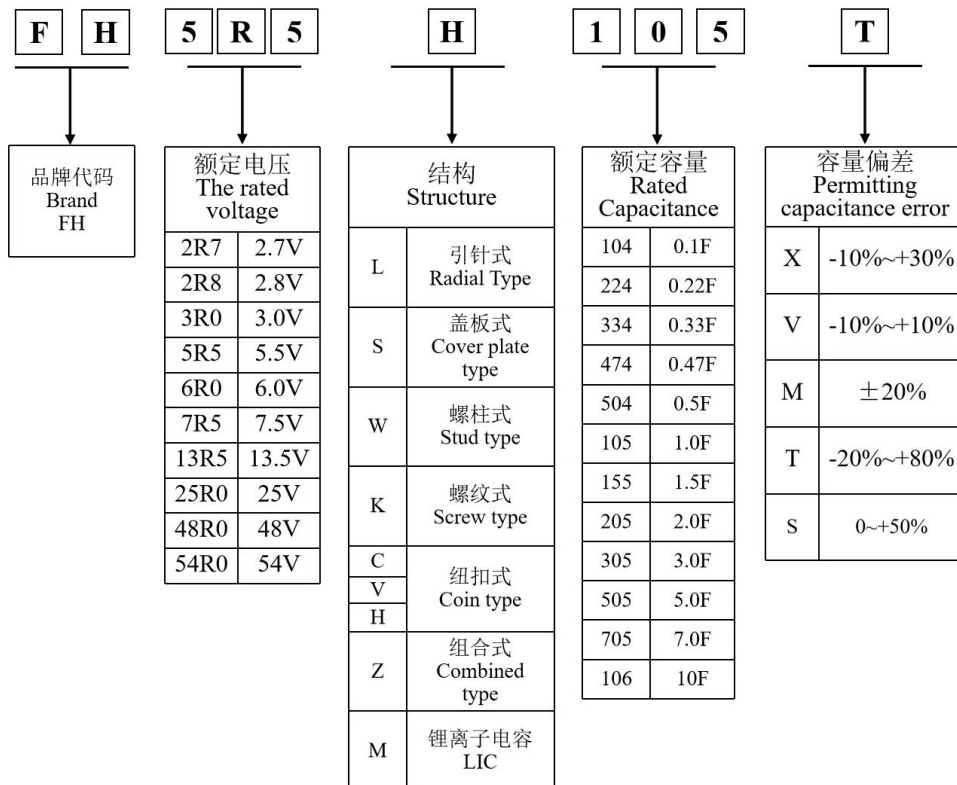 F H 5 R 5 H 1 0 5 T
品牌代码
Brand
FH
额定电压
The rated
voltage
2R7 2.7V
2R8 2.8V
3R0 3.0V
5R5 5.5V
6R0 6.0V
7R5 7.5V
13R5 13.5V
25R0 25V
48R0 48V
54R0 54V
结构
Structure
L 引针式
Radial Type
S 盖板式
Cover plate
type
W 螺柱式
Stud type
K 螺纹式
Screw type
C
V
H
纽扣式
Coin type
Z 组合式
Combined
type
M 锂离子电容
LIC
额定容量
Rated
Capacitance
104 0.1F
224 0.22F
334 0.33F
474 0.47F
504 0.5F
105 1.0F
155 1.5F
205 2.0F
305 3.0F
505 5.0F
705 7.0F
106 10F
容量偏差
Permitting
capacitance error
X -10%~+30%
V -10%~+10%
M ±20%
T -20%~+80%
S 0~+50%